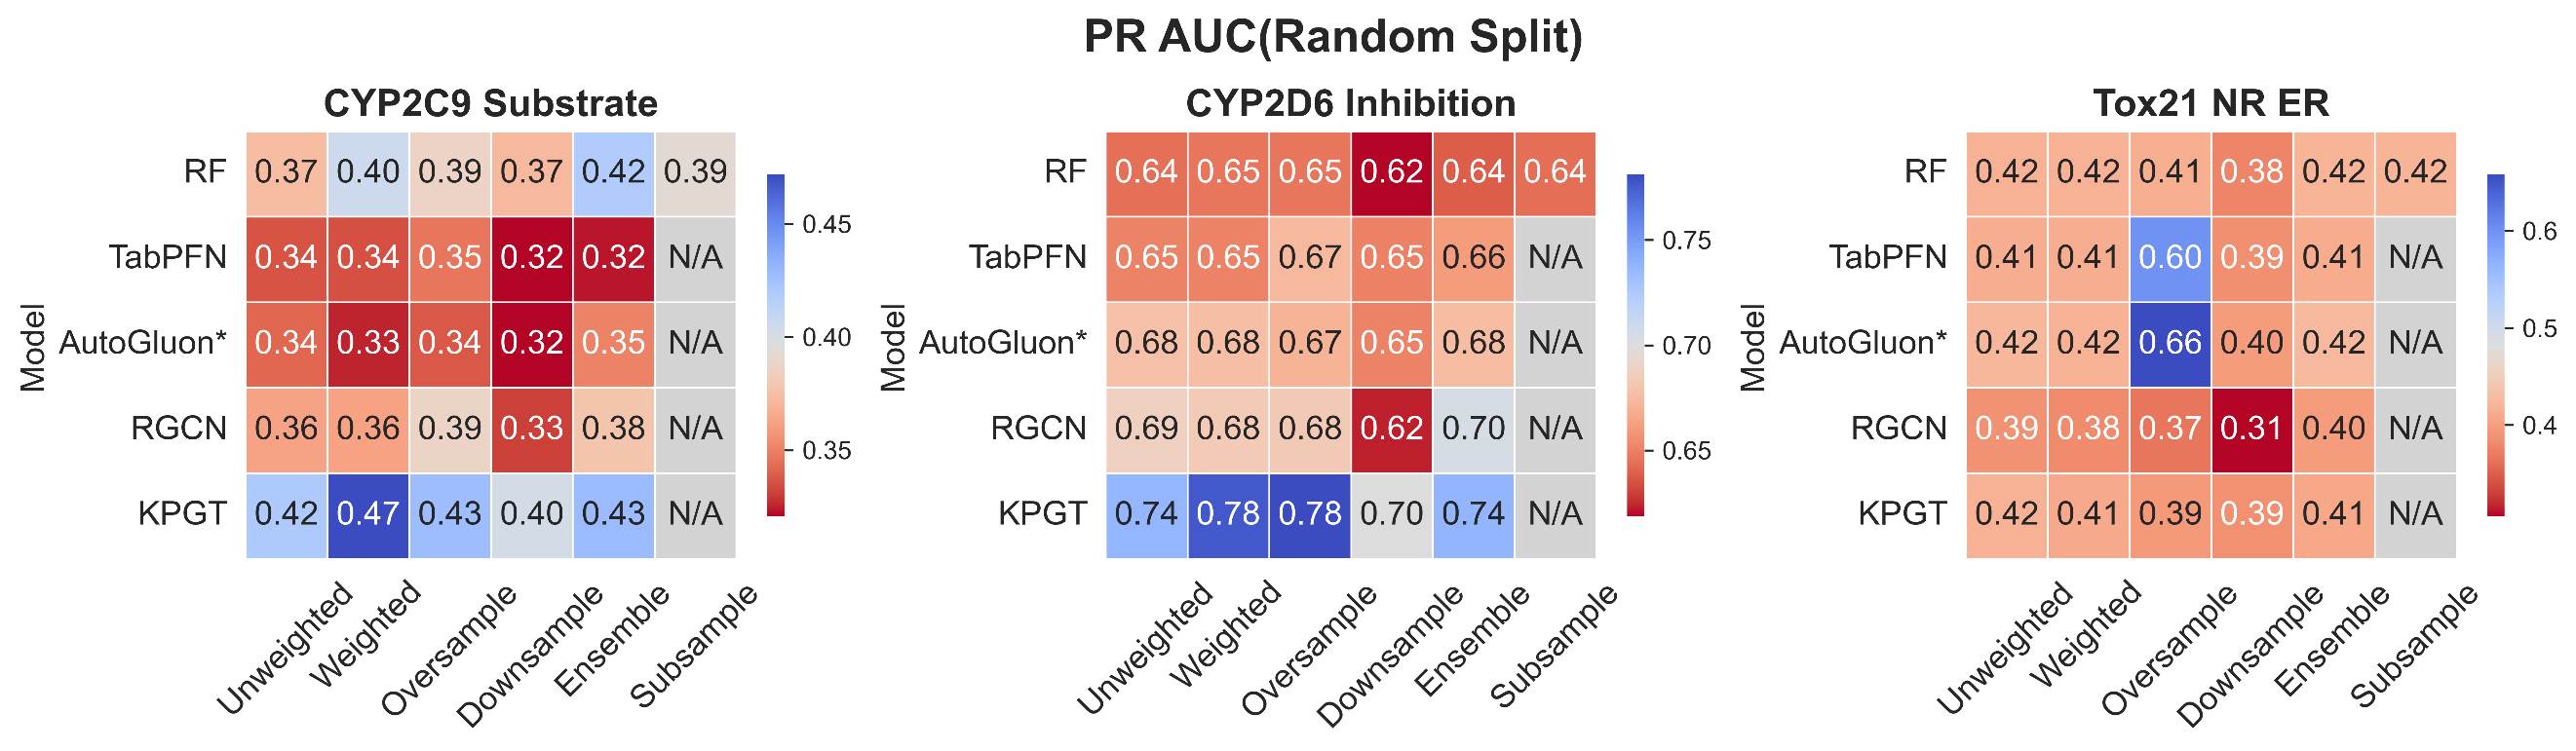 PR AUC(Random Split)
CYP2C9 Substrate
Model
RF 0.37 0.40 0.39 0.37 0.42 0.39
TabPFN 0.34 0.34 0.35 0.32 0.32 N/A
AutoGluon* 0.34 0.33 0.34 0.32 0.35 N/A
RGCN 0.36 0.36 0.39 0.33 0.38 N/A
KPGT 0.42 0.47 0.43 0.40 0.43 N/A
Unweighted Weighted Oversample Downsample Ensemble Subsample
0.45
0.40
0.35
CYP2D6 Inhibition
Model
RF 0.64 0.65 0.65 0.62 0.64 0.64
TabPFN 0.65 0.65 0.67 0.65 0.66 N/A
AutoGluon* 0.68 0.68 0.67 0.65 0.68 N/A
RGCN 0.69 0.68 0.68 0.62 0.70 N/A
KPGT 0.74 0.78 0.78 0.70 0.74 N/A
Unweighted Weighted Oversample Downsample Ensemble Subsample
0.75
0.70
0.65
Tox21 NR ER
Model
RF 0.42 0.42 0.41 0.38 0.42 0.42
TabPFN 0.41 0.41 0.60 0.39 0.41 N/A
AutoGluon* 0.42 0.42 0.66 0.40 0.42 N/A
RGCN 0.39 0.38 0.37 0.31 0.40 N/A
KPGT 0.42 0.41 0.39 0.39 0.41 N/A
Unweighted Weighted Oversample Downsample Ensemble Subsample
0.6
0.5
0.4